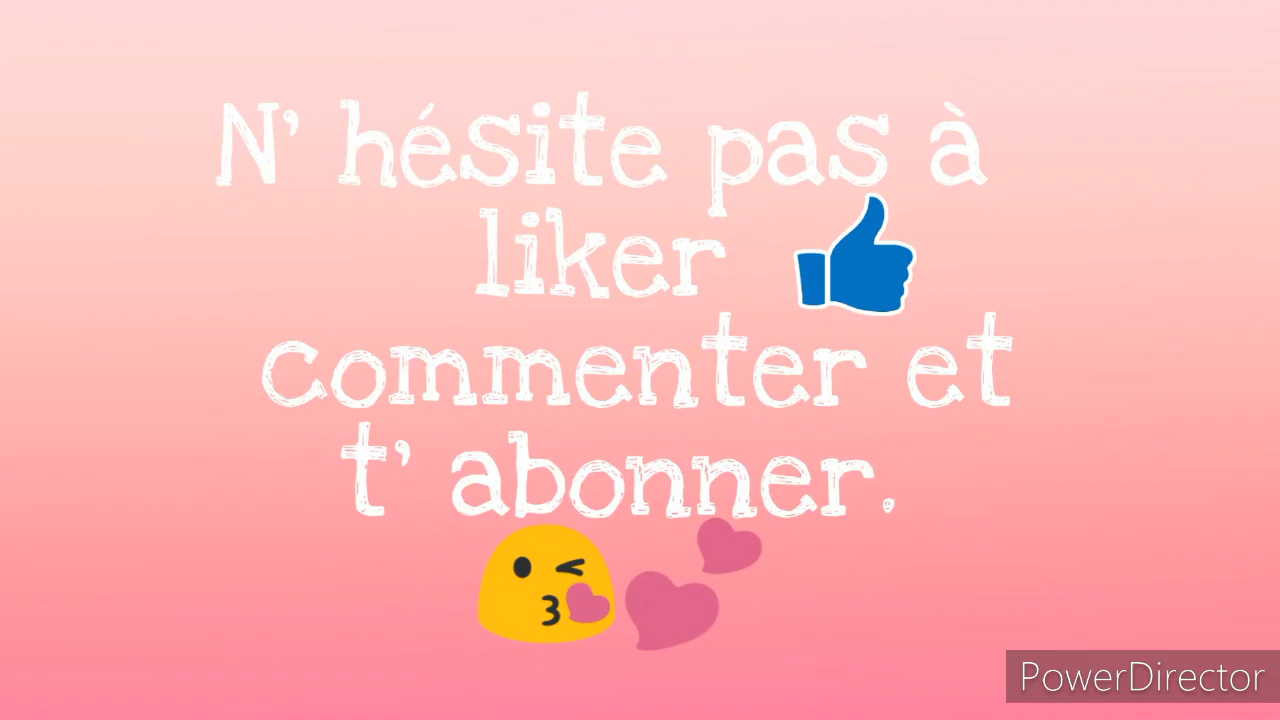 N' hésite pas à
liker
commenter et
t' abonner.
PowerDirector